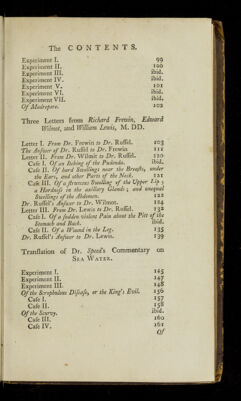 The CONTENTS.
Experiment I. 99
Experiment II. 100
Experiment III. ibid.
Experiment IV. ibid.
Experiment V. 101
Experiment VI. ibid.
Experiment VII. ibid.
Of Madrepore. 102
Three Letters from Richard Frewin, Edward
Wilmot, and William Lewis, M. DD.
Letter I. From Dr. Frewin to Dr. Russel. 103
The Answer of Dr. Russel to Dr. Frewin 111
Letter II. From Dr. Wilmot to Dr. Russel. 120
Case I. Of an Itching of the Pudenda. ibid.
Case II. Of hard Swellings near the Breasts, under
the Ears, and other Parts of the Neck. ibid.
Case III. Of a strumous Swelling of the Upper Lip;
a Hardness in the axillary Glands; and unequal
Swellings of the Abdomen. 121
Dr. Russel's Answer to Dr. Wilmot. 124
Letter III. From Dr. Lewis to Dr. Russel. 132
Case I. Of a sudden violent Pain about the Pit of the
Stomach and Back. ibid.
Case II. Of a Wound in the Leg. 135
Dr. Russel's Answer to Dr. Lewis. 139
Translation of Dr. Speed's Commentary on
SEA WATER.
Experiment I. 145
Experiment II. 147
Experiment III. 148
Of the Scrophulous Disease, or the King's Evil. 156
Case I. 157
Case II. 158
Of the Scurvy. ibid.
Case III. 160
Case IV. 161
Of